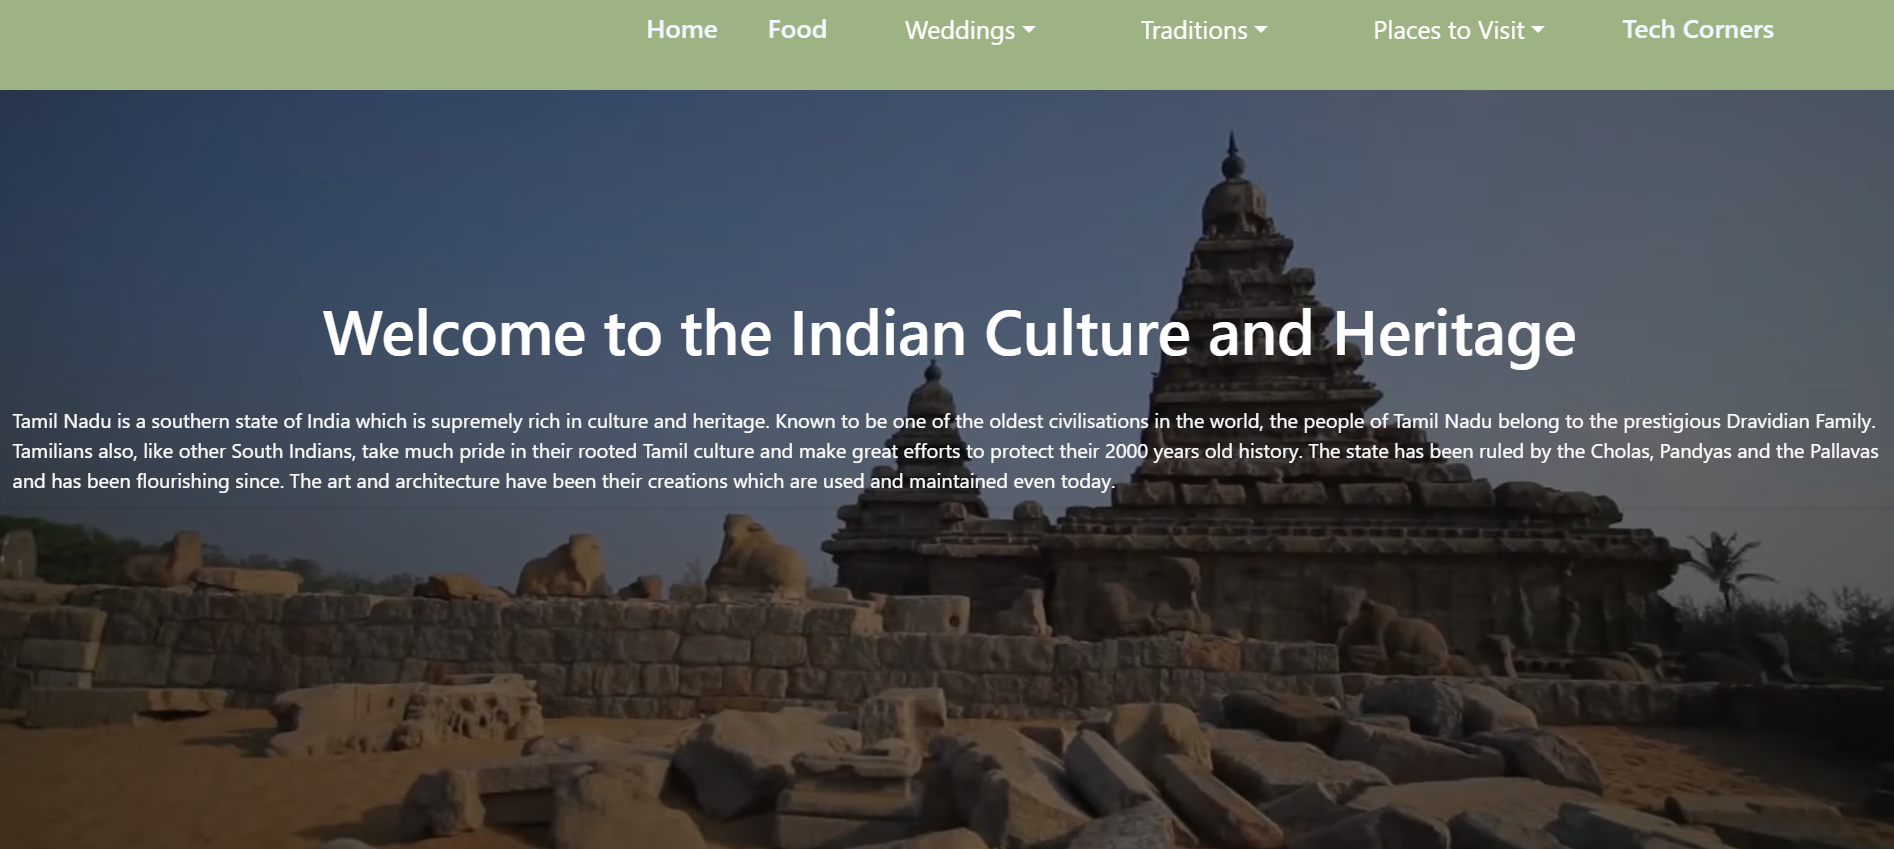 Home Food Weddings Traditions Places to Visit Tech Corners
Welcome to the Indian Culture and Heritage
Tamil Nadu is a southern state of India which is supremely rich in culture and heritage. Known to be one of the oldest civilisations in the world, the people of Tamil Nadu belong to the prestigious Dravidian Family.
Tamilians also, like other South Indians, take much pride in their rooted Tamil culture and make great efforts to protect their 2000 years old history. The state has been ruled by the Cholas, Pandyas and the Pallavas
and has been flourishing since. The art and architecture have been their creations which are used and maintained even today.